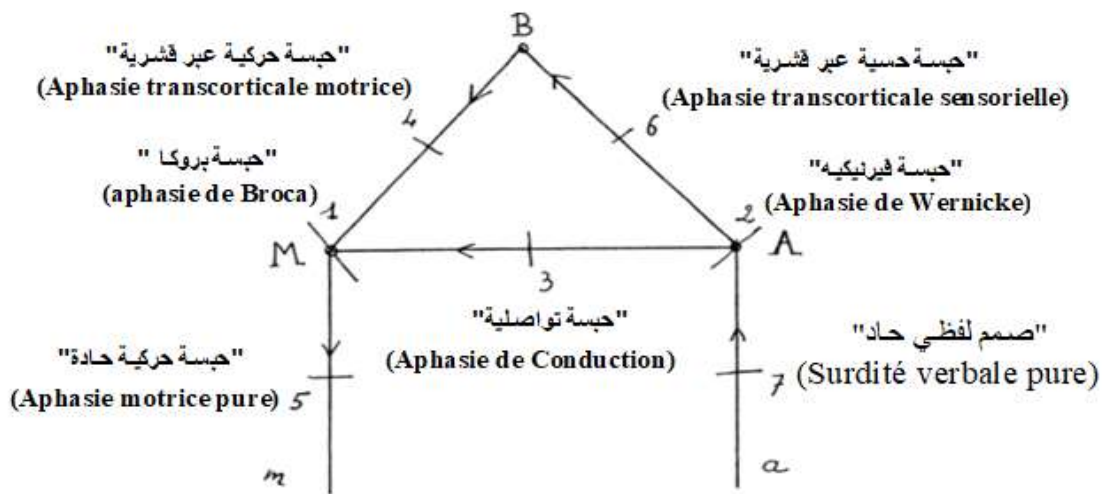 B
"حبسة حركية عبر قشرية"
(Aphasie transcorticale motrice)
4
"حبسة حسية عبر قشرية"
(Aphasie transcorticale sensorielle)
6
"حبسة بروكا "
(aphasie de Broca)
1
M
"حبسة ڤيرنيكيه"
(Aphasie de Wernicke)
2
A
3
"حبسة تواصلية"
(Aphasie de Conduction)
"حبسة حركية حادة"
(Aphasie motrice pure) 5
m
"صمم لفظي حاد"
7 (Surdité verbale pure)
a